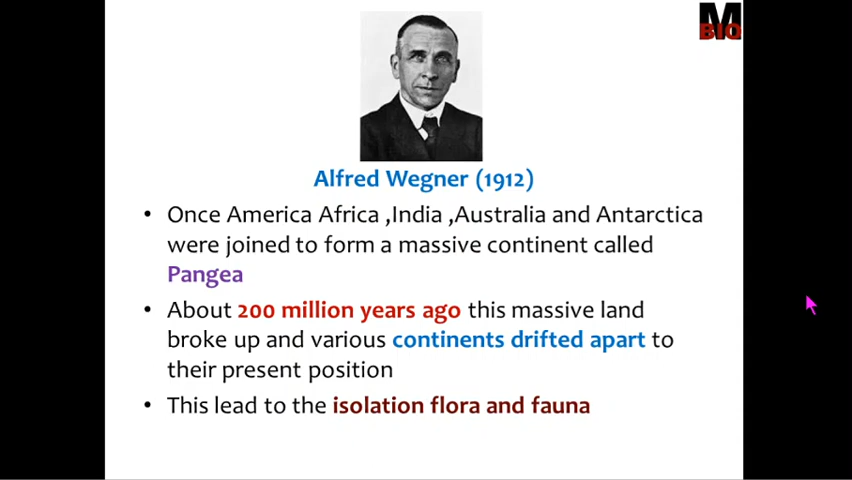 M
BIO
Alfred Wegner (1912)
• Once America Africa ,India ,Australia and Antarctica
were joined to form a massive continent called
Pangea
• About 200 million years ago this massive land
broke up and various continents drifted apart to
their present position
• This lead to the isolation flora and fauna